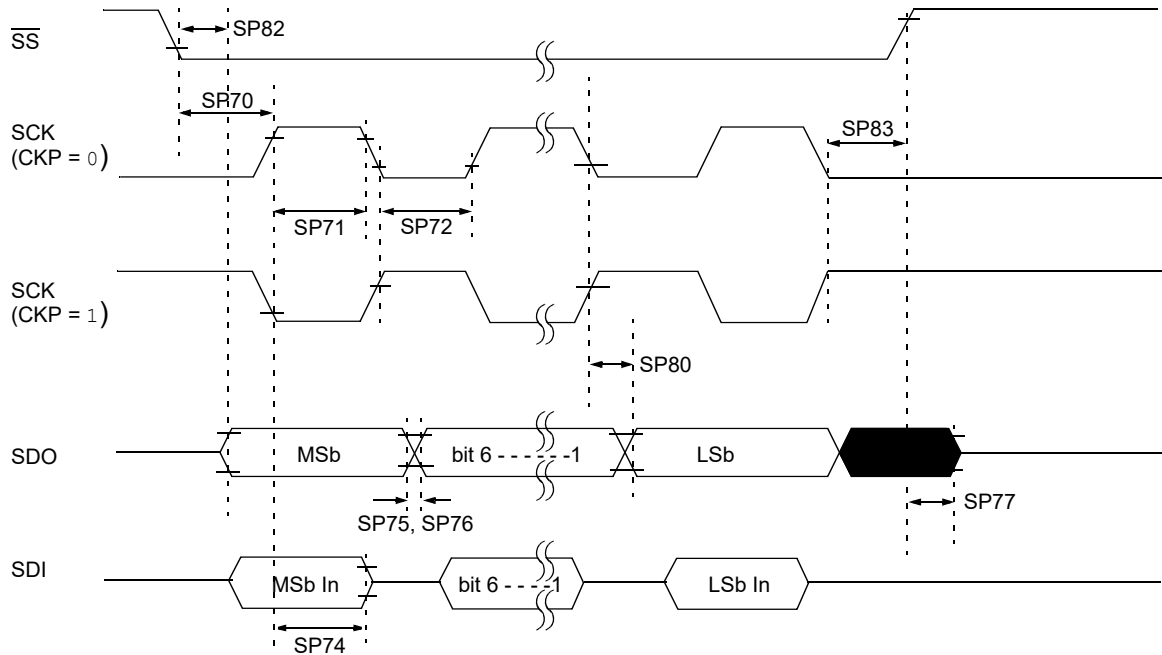 SS
SP82
SP70
SCK
(CKP = 0)
SP83
SP71
SP72
SCK
(CKP = 1)
SP80
SDO
MSb
bit 6 - - - - - -1
LSb
SP77
SP75, SP76
SDI
MSb In
bit 6 - - - - -1
LSb In
SP74